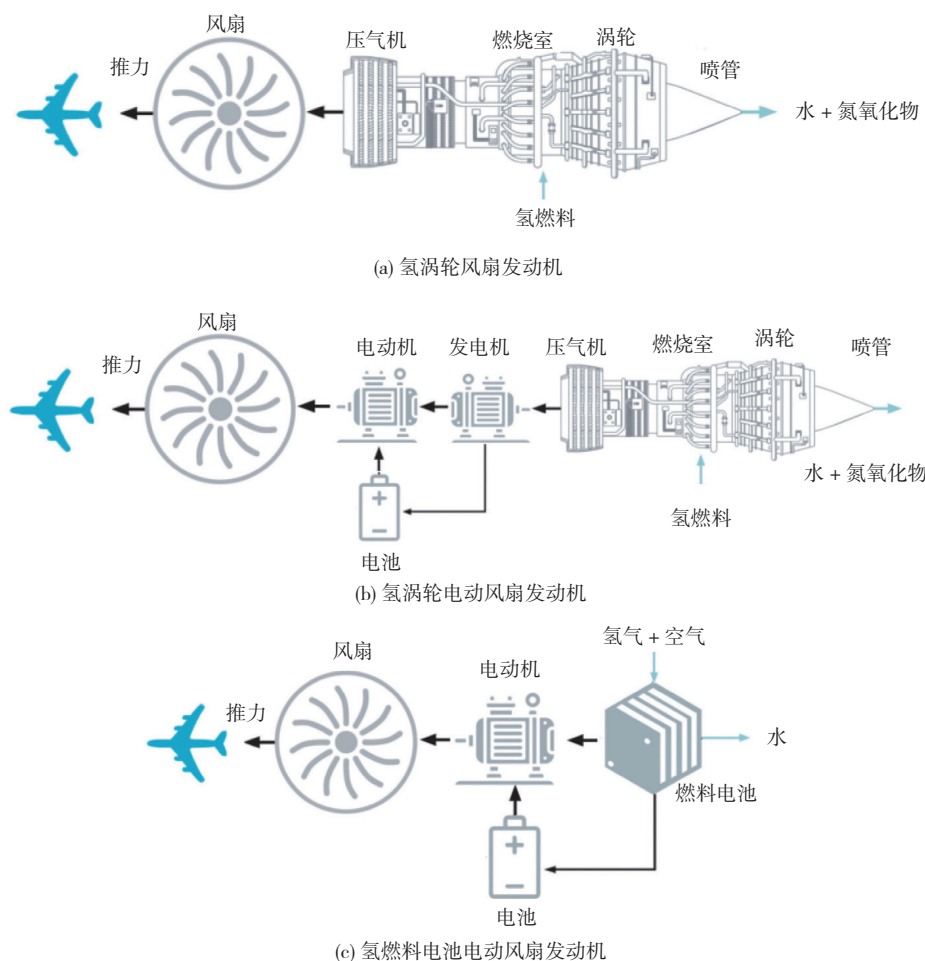 风扇
压气机
燃烧室
涡轮
推力
喷管
水 + 氮氧化物
氢燃料
(a) 氢涡轮风扇发动机
风扇
推力
电动机
发电机
压气机
燃烧室
涡轮
喷管
水 + 氮氧化物
氢燃料
电池
(b) 氢涡轮电动风扇发动机
氢气 + 空气
风扇
电动机
推力
水
燃料电池
电池
(c) 氢燃料电池电动风扇发动机